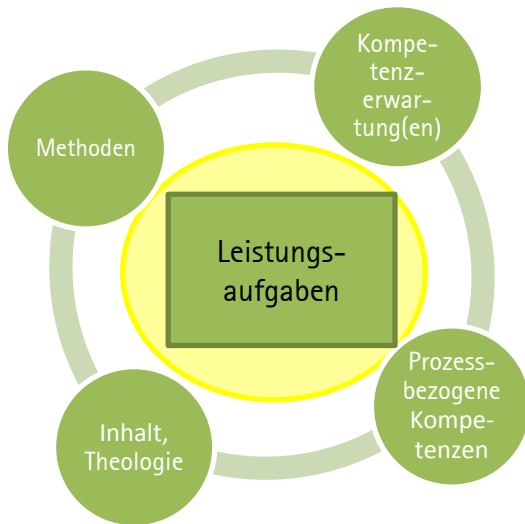 Kompe-
tenz-
erwar-
tung(en)
Methoden
Leistungs-
aufgaben
Prozess-
bezogene
Kompe-
tenzen
Inhalt,
Theologie